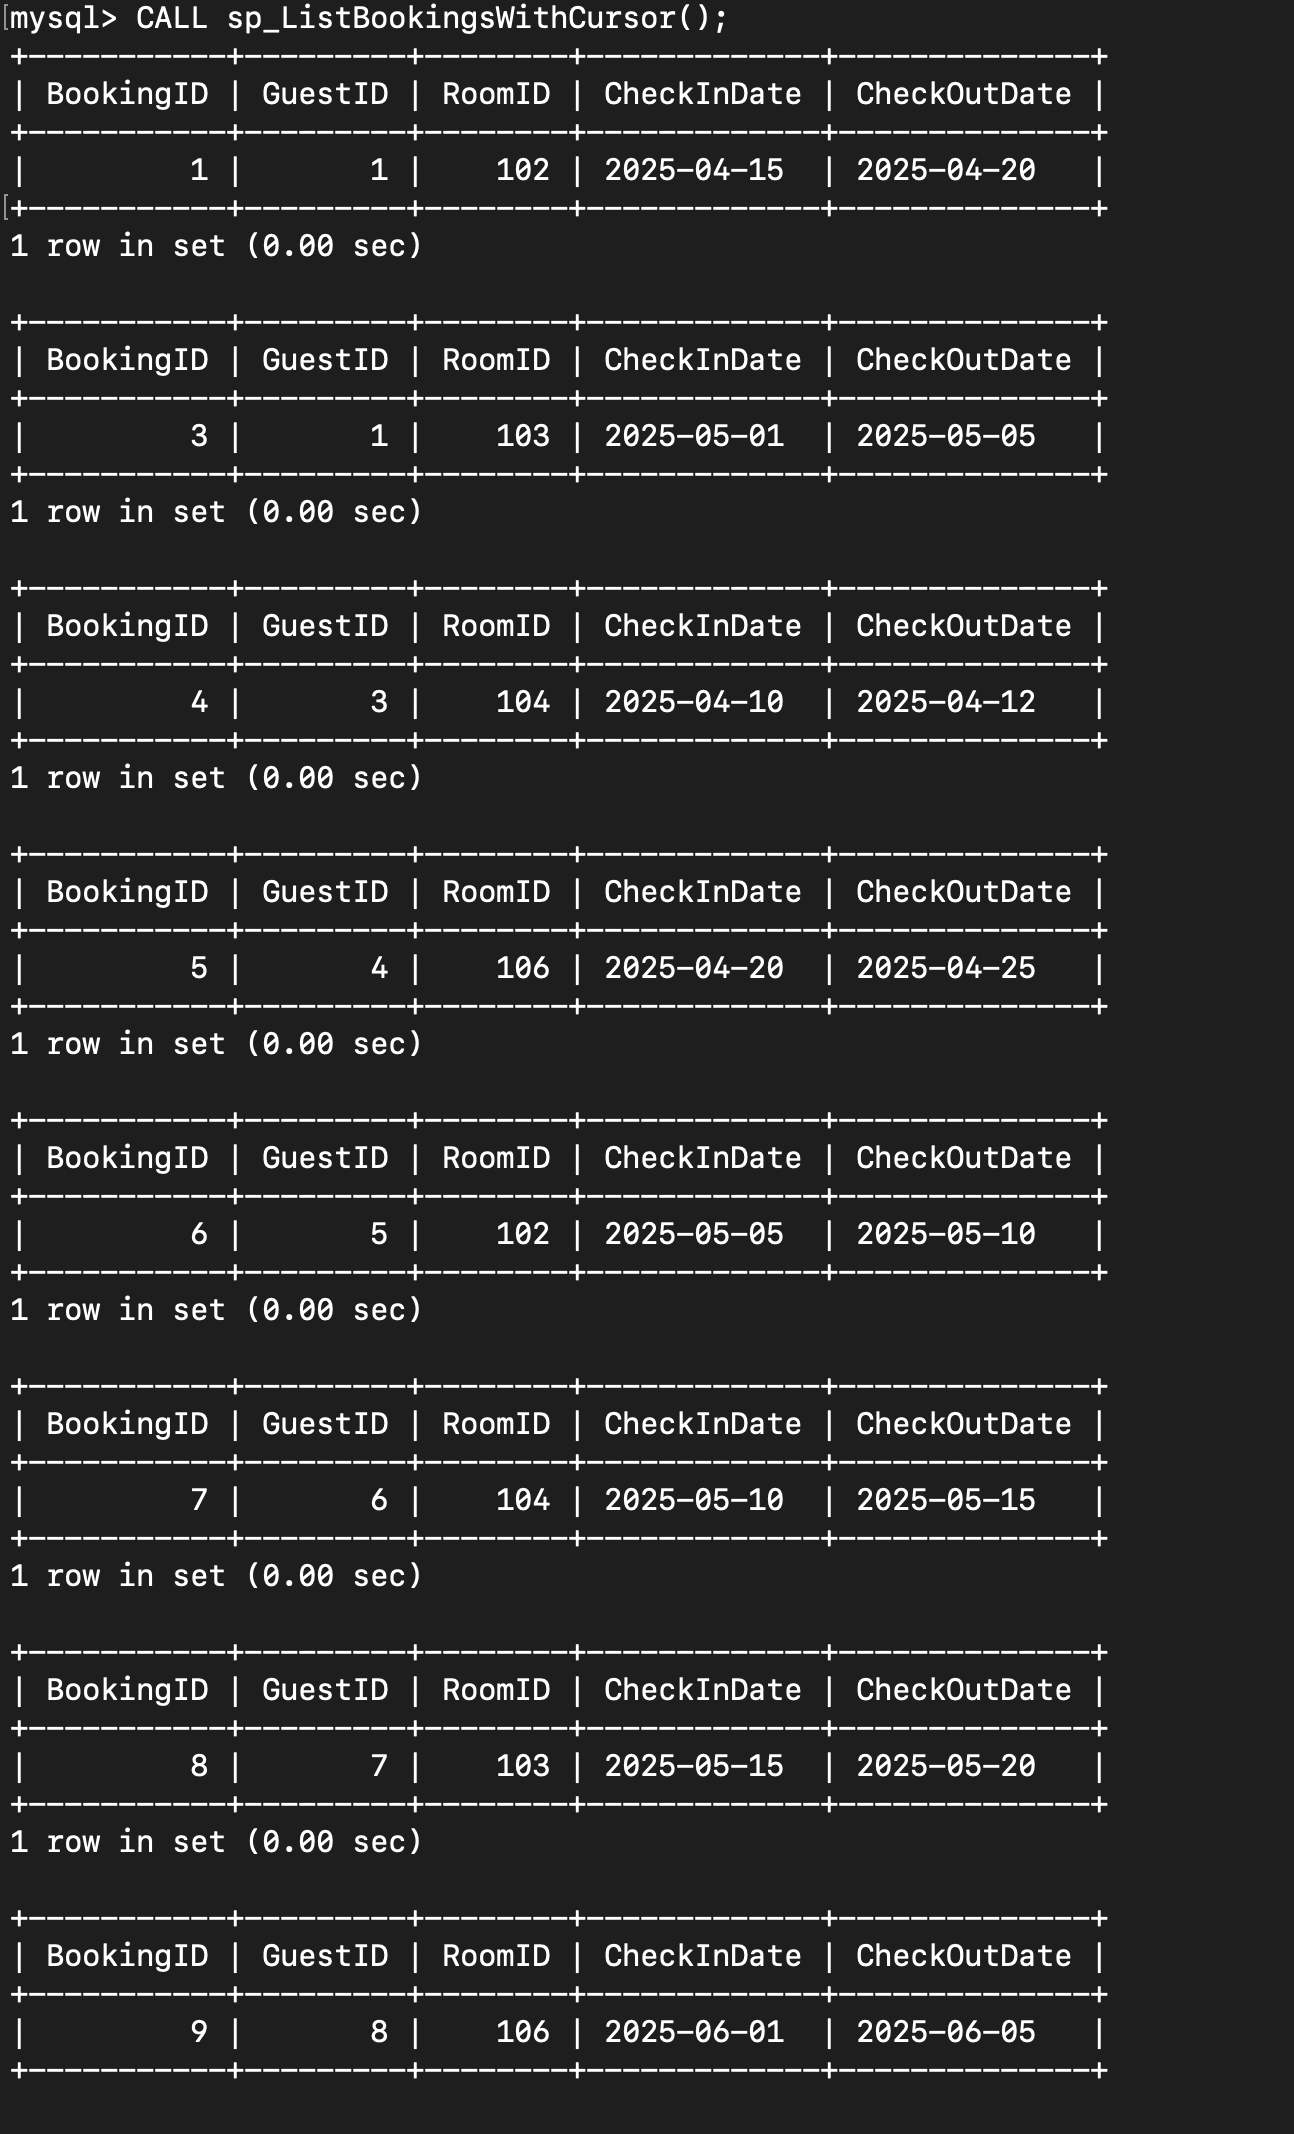 mysql> CALL sp_ListBookingsWithCursor();
+-----------+---------+--------+-------------+--------------+
| BookingID | GuestID | RoomID | CheckInDate | CheckOutDate |
+-----------+---------+--------+-------------+--------------+
|         1 |       1 |    102 | 2025-04-15  | 2025-04-20   |
+-----------+---------+--------+-------------+--------------+
1 row in set (0.00 sec)

+-----------+---------+--------+-------------+--------------+
| BookingID | GuestID | RoomID | CheckInDate | CheckOutDate |
+-----------+---------+--------+-------------+--------------+
|         3 |       1 |    103 | 2025-05-01  | 2025-05-05   |
+-----------+---------+--------+-------------+--------------+
1 row in set (0.00 sec)

+-----------+---------+--------+-------------+--------------+
| BookingID | GuestID | RoomID | CheckInDate | CheckOutDate |
+-----------+---------+--------+-------------+--------------+
|         4 |       3 |    104 | 2025-04-10  | 2025-04-12   |
+-----------+---------+--------+-------------+--------------+
1 row in set (0.00 sec)

+-----------+---------+--------+-------------+--------------+
| BookingID | GuestID | RoomID | CheckInDate | CheckOutDate |
+-----------+---------+--------+-------------+--------------+
|         5 |       4 |    106 | 2025-04-20  | 2025-04-25   |
+-----------+---------+--------+-------------+--------------+
1 row in set (0.00 sec)

+-----------+---------+--------+-------------+--------------+
| BookingID | GuestID | RoomID | CheckInDate | CheckOutDate |
+-----------+---------+--------+-------------+--------------+
|         6 |       5 |    102 | 2025-05-05  | 2025-05-10   |
+-----------+---------+--------+-------------+--------------+
1 row in set (0.00 sec)

+-----------+---------+--------+-------------+--------------+
| BookingID | GuestID | RoomID | CheckInDate | CheckOutDate |
+-----------+---------+--------+-------------+--------------+
|         7 |       6 |    104 | 2025-05-10  | 2025-05-15   |
+-----------+---------+--------+-------------+--------------+
1 row in set (0.00 sec)

+-----------+---------+--------+-------------+--------------+
| BookingID | GuestID | RoomID | CheckInDate | CheckOutDate |
+-----------+---------+--------+-------------+--------------+
|         8 |       7 |    103 | 2025-05-15  | 2025-05-20   |
+-----------+---------+--------+-------------+--------------+
1 row in set (0.00 sec)

+-----------+---------+--------+-------------+--------------+
| BookingID | GuestID | RoomID | CheckInDate | CheckOutDate |
+-----------+---------+--------+-------------+--------------+
|         9 |       8 |    106 | 2025-06-01  | 2025-06-05   |
+-----------+---------+--------+-------------+--------------+